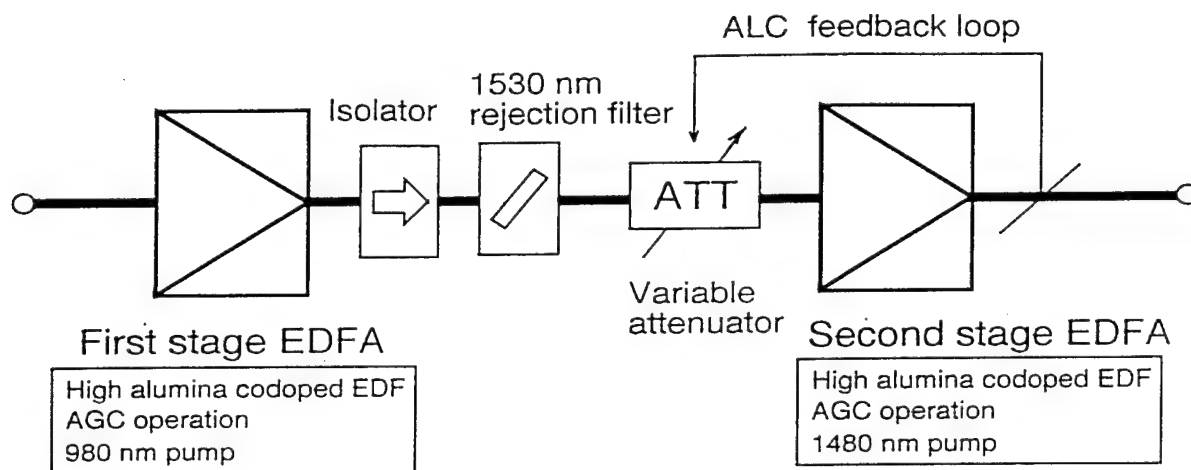 ALC feedback loop
1530 nm
rejection filter
Isolator
ATT
Variable
attenuator
First stage EDFA
High alumina codoped EDF
AGC operation
980 nm pump
Second stage EDFA
High alumina codoped EDF
AGC operation
1480 nm pump